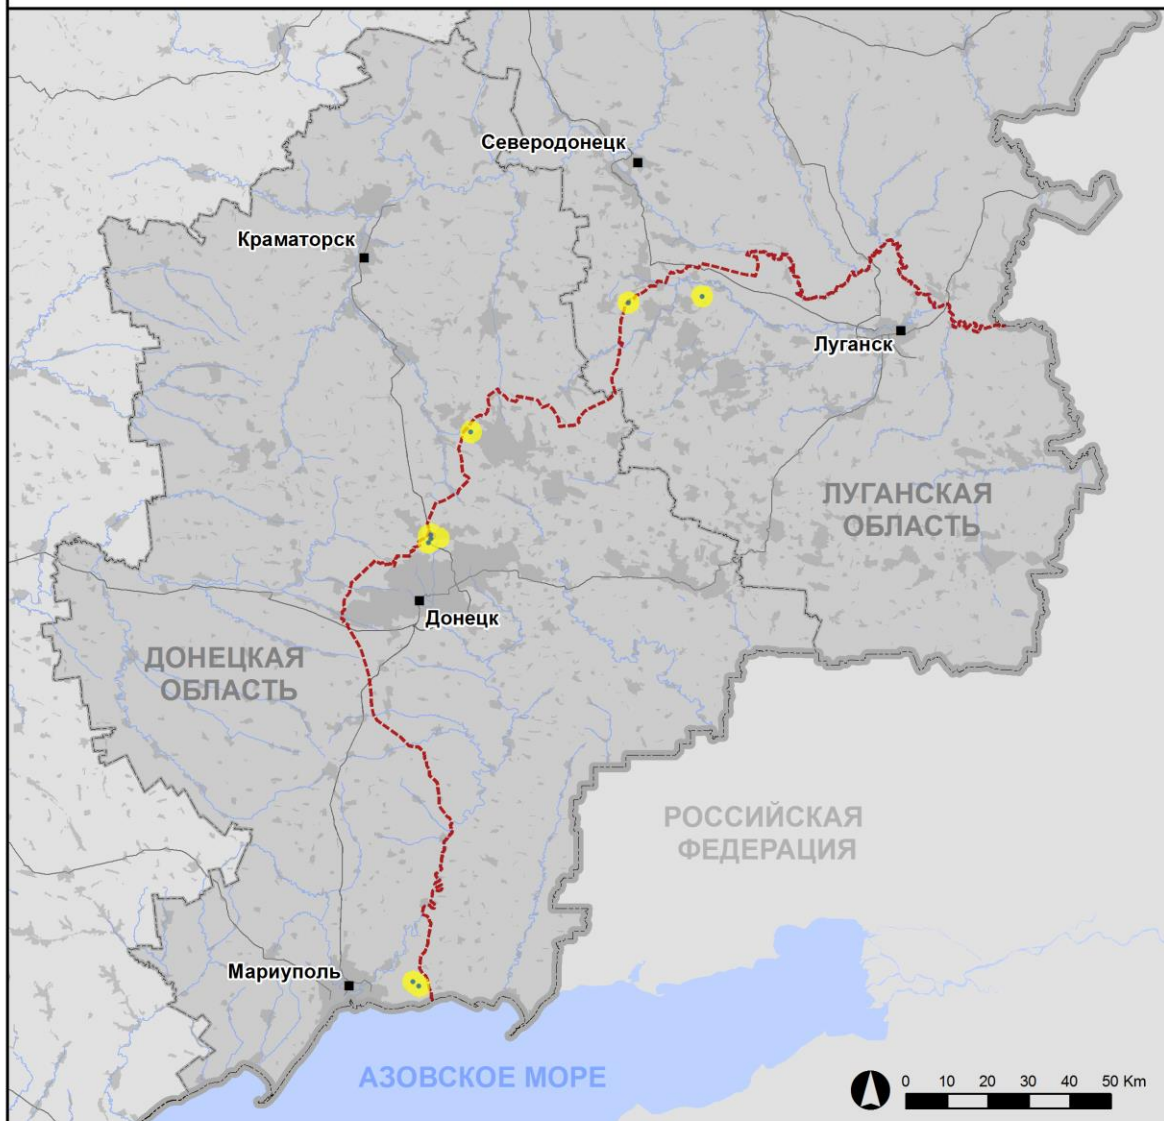 Северодонецк
Краматорск
Луганск
ЛУГАНСКАЯ
ОБЛАСТЬ
Донецк
ДОНЕЦКАЯ
ОБЛАСТЬ
РОССИЙСКАЯ
ФЕДЕРАЦИЯ
Мариуполь
АЗОВСКОЕ МОРЕ
0 10 20 30 40 50 Km